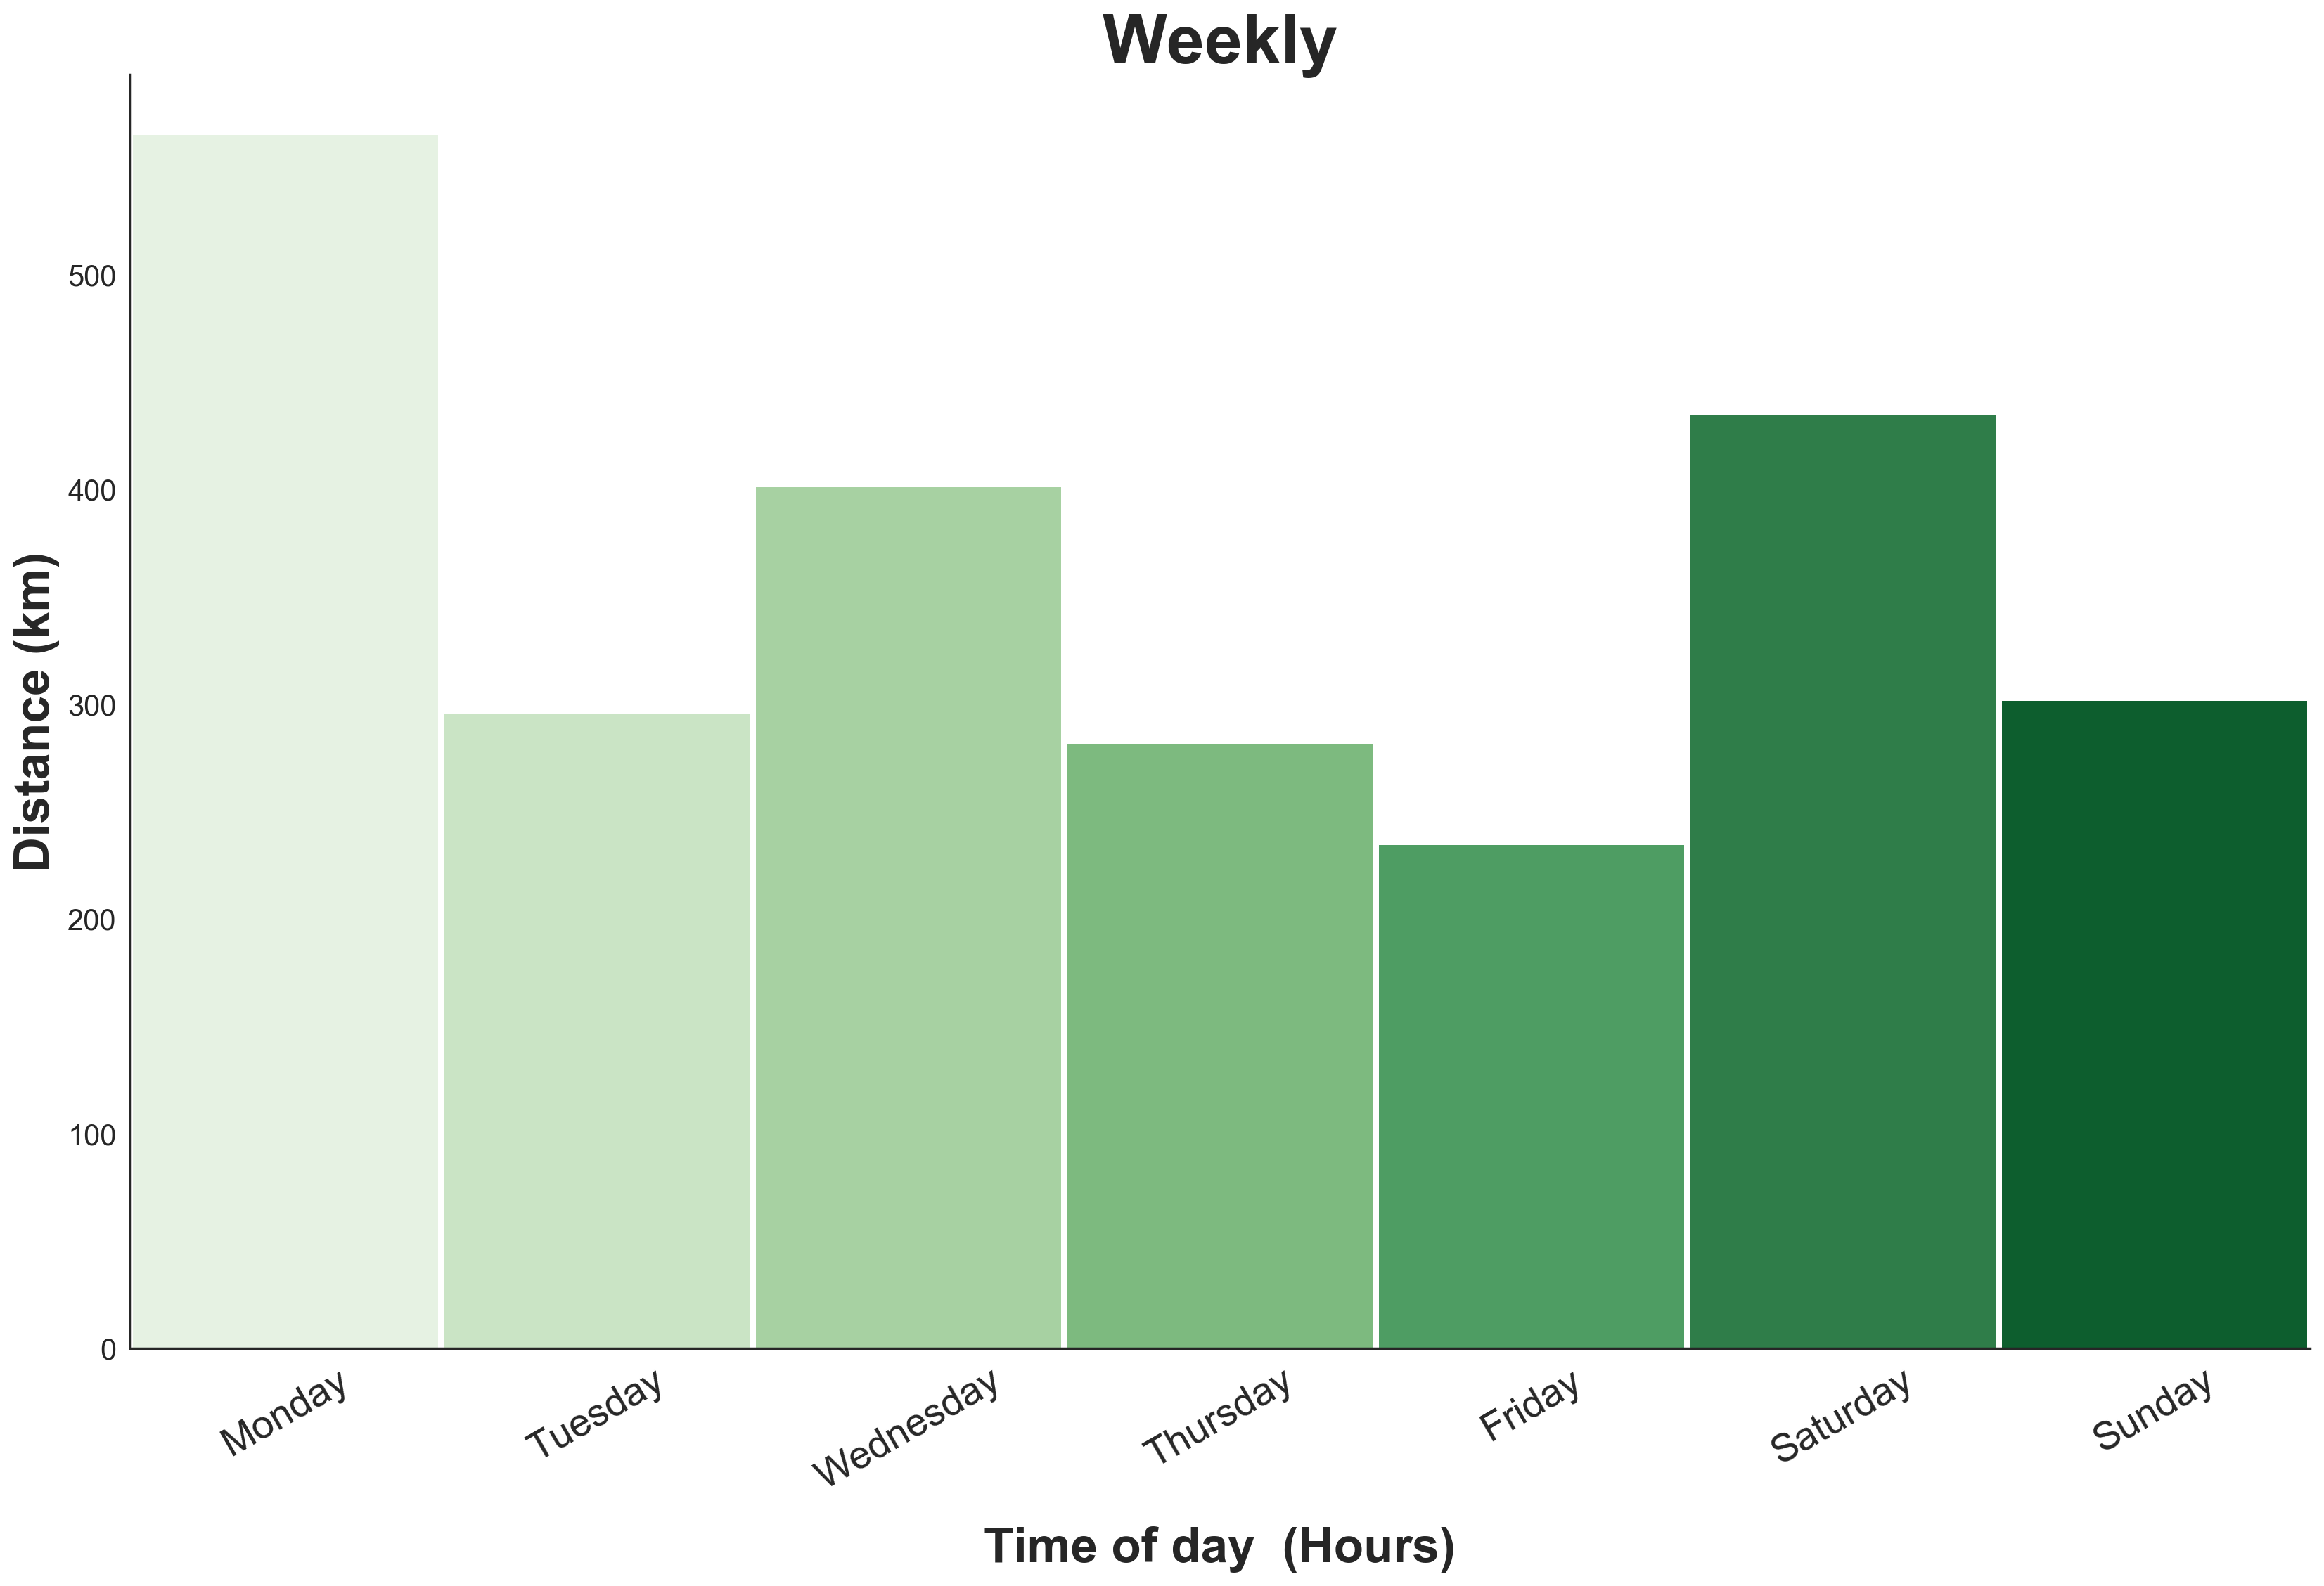 Weekly
Distance (km)
500
400
300
200
100
0
Monday
Tuesday
Wednesday
Thursday
Friday
Saturday
Sunday
Time of day  (Hours)